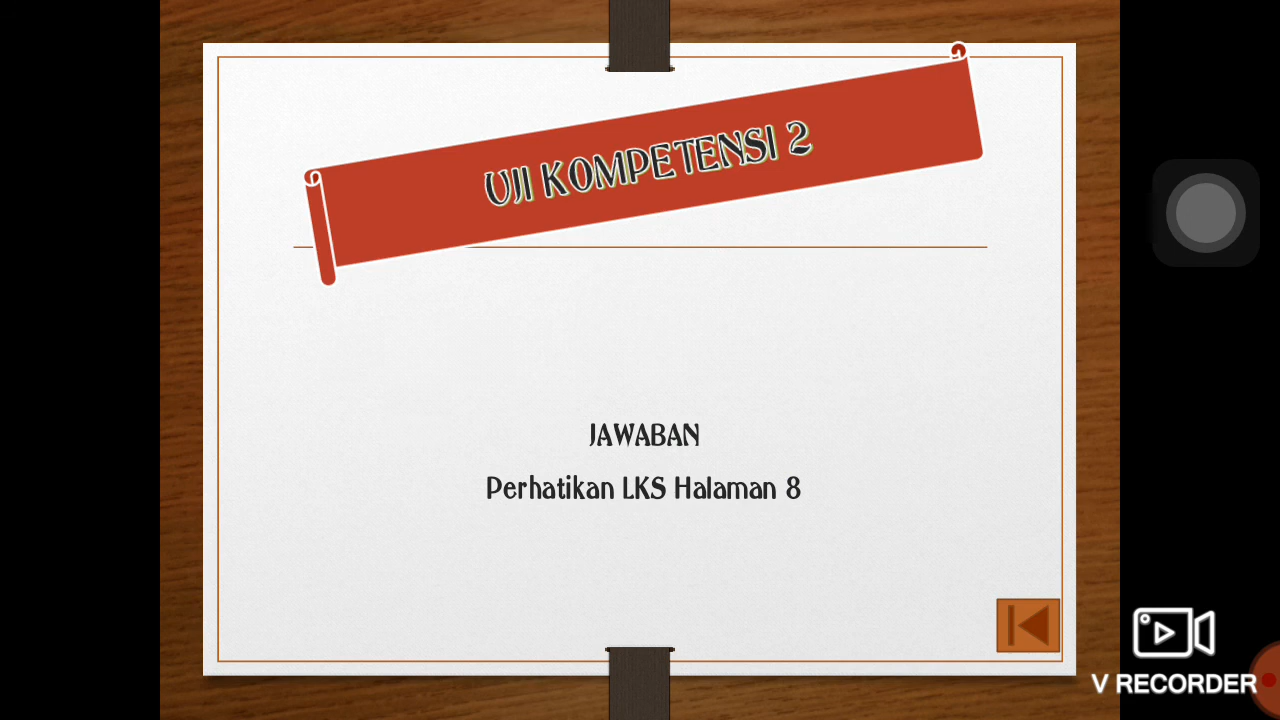 UJI KOMPETENSI 2
JAWABAN
Perhatikan LKS Halaman 8
V RECORDER